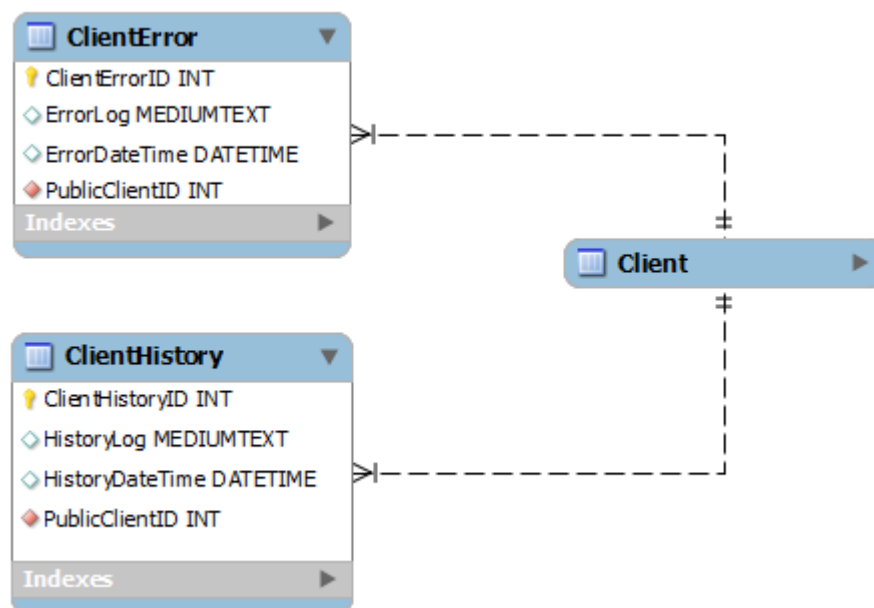 ClientError
ClientErrorID INT
ErrorLog MEDIUMTEXT
ErrorDateTime DATETIME
PublicClientID INT
Indexes
Client
ClientHistory
ClientHistoryID INT
HistoryLog MEDIUMTEXT
HistoryDateTime DATETIME
PublicClientID INT
Indexes